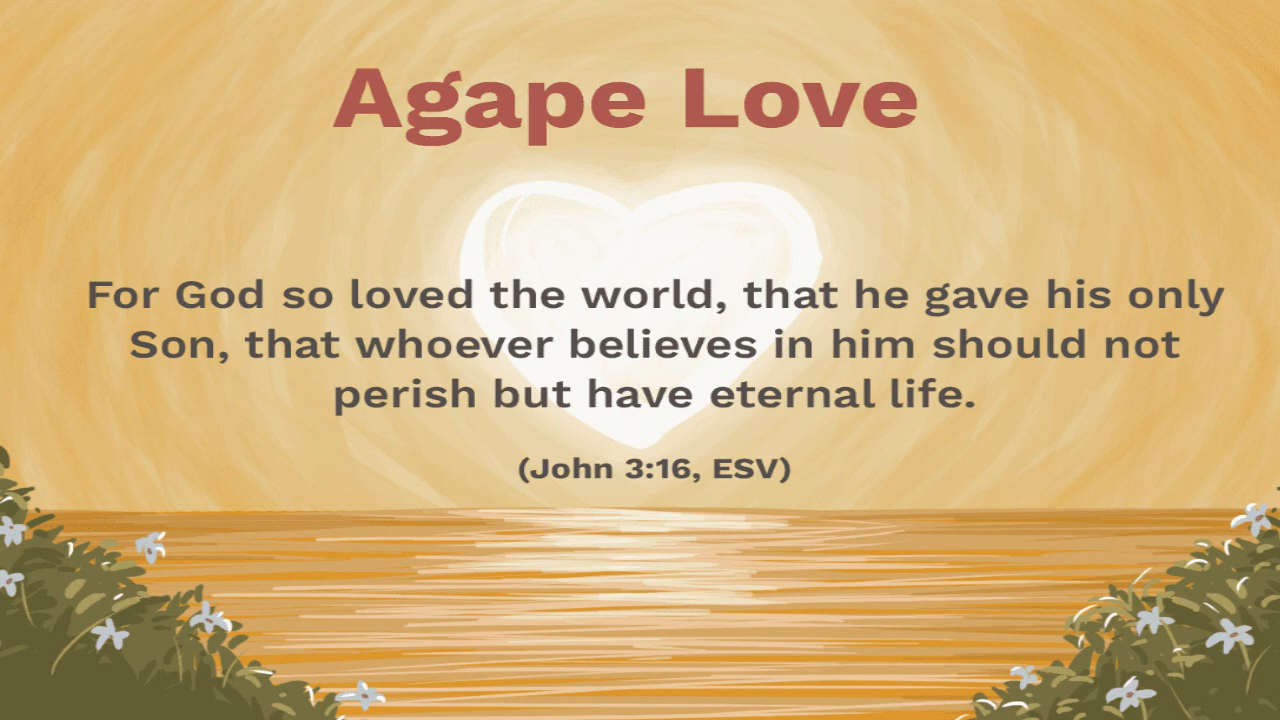 Agape Love
For God so loved the world, that he gave his only
Son, that whoever believes in him should not
perish but have eternal life.
(John 3:16, ESV)